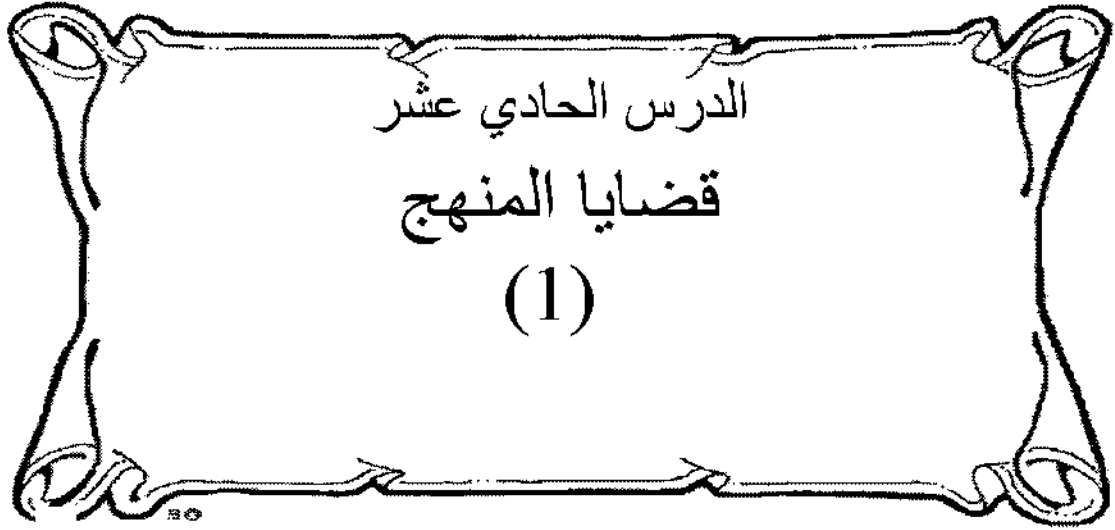 الدرس الحادي عشر
قضايا المنهج
(1)